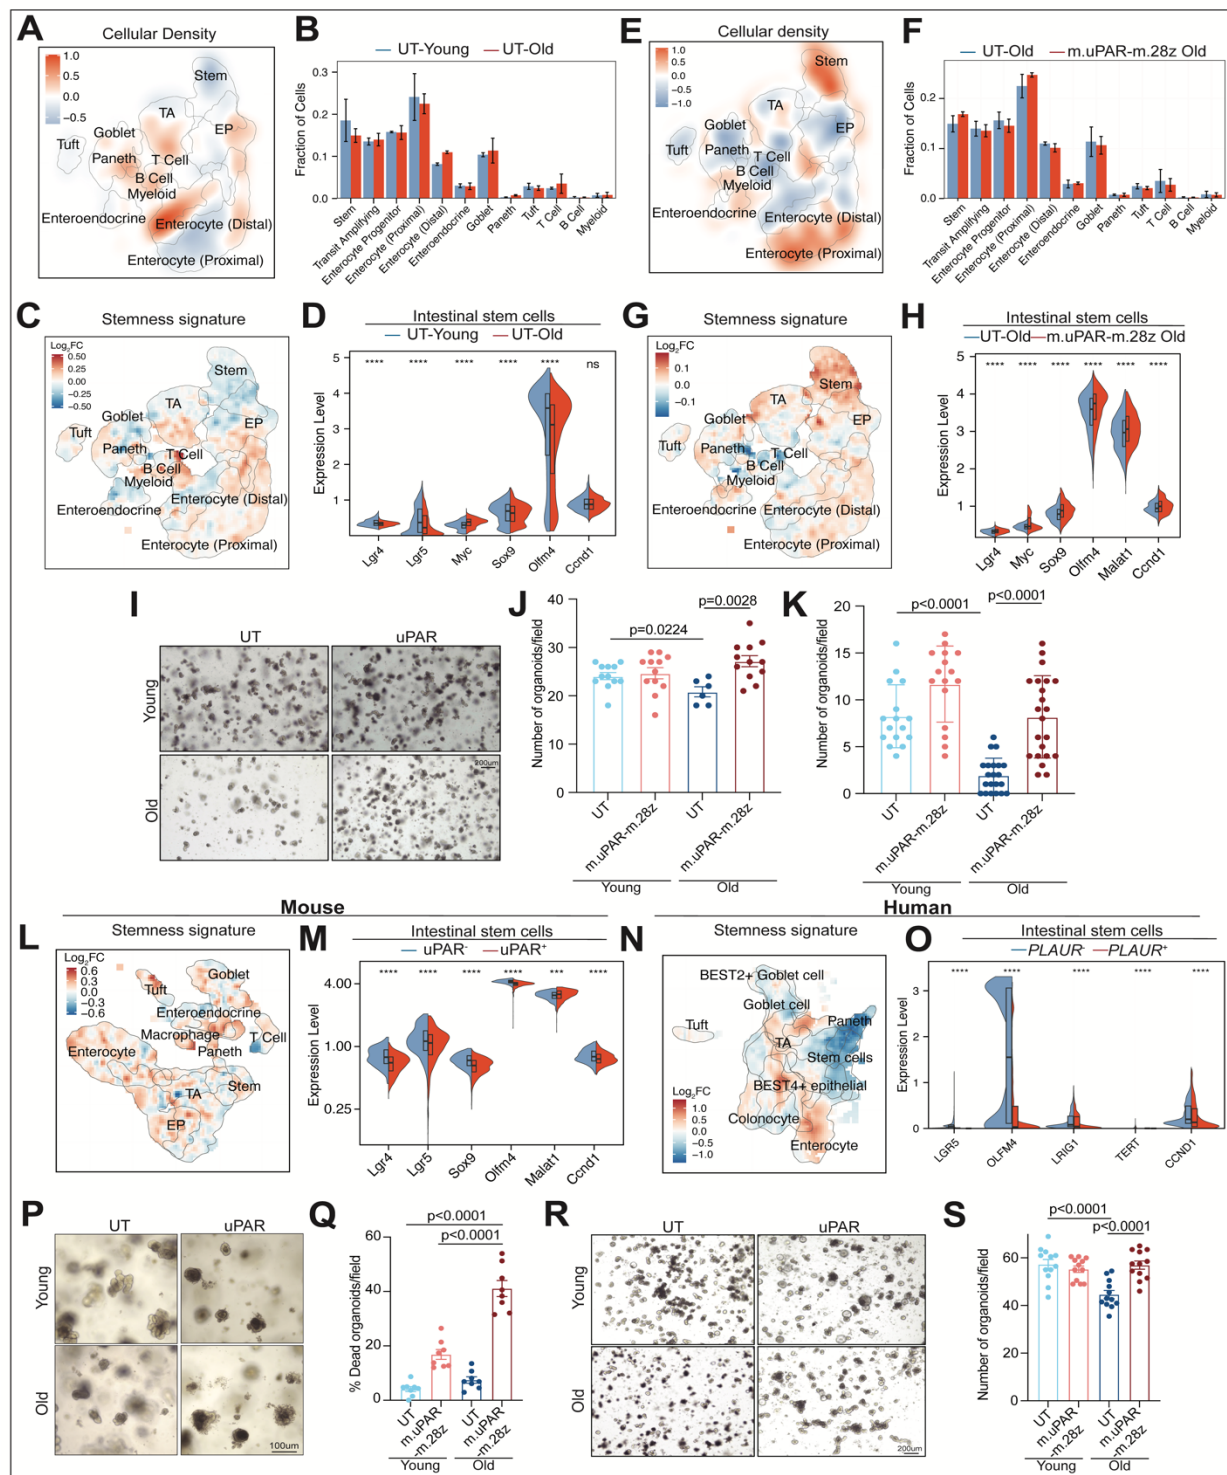 A
Cellular Density
1.0
0.5
0.0
−0.5
Stem
TA
EP
Goblet
Tuft
Paneth
T Cell
B Cell
Myeloid
Enteroendocrine
Enterocyte (Distal)
Enterocyte (Proximal)
B
UT-Young UT-Old
Fraction of Cells
0.3
0.2
0.1
0
Stem
Transit Amplifying
Enterocyte Progenitor
Enterocyte (Proximal)
Enterocyte (Distal)
Enteroendocrine
Goblet
Paneth
Tuft
T Cell
B Cell
Myeloid
E
Cellular density
1.0
0.5
0.0
−0.5
−1.0
Stem
TA
EP
Goblet
Tuft
Paneth
T Cell
B Cell
Myeloid
Enteroendocrine
Enterocyte (Distal)
Enterocyte (Proximal)
F
UT-Old m.uPAR-m.28z Old
Fraction of Cells
0.2
0.1
0.0
Stem
Transit Amplifying
Enterocyte Progenitor
Enterocyte (Proximal)
Enterocyte (Distal)
Enteroendocrine
Goblet
Paneth
Tuft
T Cell
B Cell
Myeloid
C
Stemness signature
Log2FC
0.50
0.25
0.00
−0.25
−0.50
Stem
TA
EP
Goblet
Tuft
Paneth
T Cell
B Cell
Myeloid
Enteroendocrine
Enterocyte (Distal)
Enterocyte (Proximal)
D
Intestinal stem cells
UT-Young UT-Old
Expression Level
5
4
3
2
1
**** **** **** **** **** ns
Lgr4 Lgr5 Myc Sox9 Olfm4 Ccnd1
G
Stemness signature
Log2FC
0.1
0.0
−0.1
Stem
TA
EP
Goblet
Tuft
Paneth
T Cell
B Cell
Myeloid
Enteroendocrine
Enterocyte (Distal)
Enterocyte (Proximal)
H
Intestinal stem cells
UT-Old m.uPAR-m.28z Old
Expression Level
5
4
3
2
1
**** **** **** **** **** ****
Lgr4 Myc Sox9 Olfm4 Malat1 Ccnd1
I
UT uPAR
Young
Old
200um
J
Number of organoids/field
40
30
20
10
0
p=0.0224
p=0.0028
UT m.uPAR-m.28z UT m.uPAR-m.28z
Young Old
K
Number of organoids/field
20
15
10
5
0
p<0.0001
p<0.0001
UT m.uPAR-m.28z UT m.uPAR-m.28z
Young Old
Mouse
Human
L
Stemness signature
Log2FC
0.6
0.3
0.0
−0.3
−0.6
Goblet
Tuft
Enteroendocrine
Macrophage
T Cell
Enterocyte
Paneth
Stem
TA
EP
M
Intestinal stem cells
uPAR- uPAR+
Expression Level
4.00
1.00
0.25
**** **** **** **** *** ****
Lgr4 Lgr5 Sox9 Olfm4 Malat1 Ccnd1
N
Stemness signature
BEST2+ Goblet cell
Goblet cell
Tuft
Paneth
TA
Stem cells
BEST4+ epithelial
Colonocyte
Enterocyte
Log2FC
1.0
0.5
0.0
−0.5
−1.0
O
Intestinal stem cells
PLAUR- PLAUR+
Expression Level
3
2
1
0
**** **** **** **** ****
LGR5 OLFM4 LRIG1 TERT CCND1
P
UT uPAR
Young
Old
100um
Q
% Dead organoids/field
60
40
20
0
p<0.0001
p<0.0001
UT m.uPAR-m.28z UT m.uPAR-m.28z
Young Old
R
UT uPAR
Young
Old
200um
S
Number of organoids/field
60
40
20
0
p<0.0001
p<0.0001
UT m.uPAR-m.28z UT m.uPAR-m.28z
Young Old